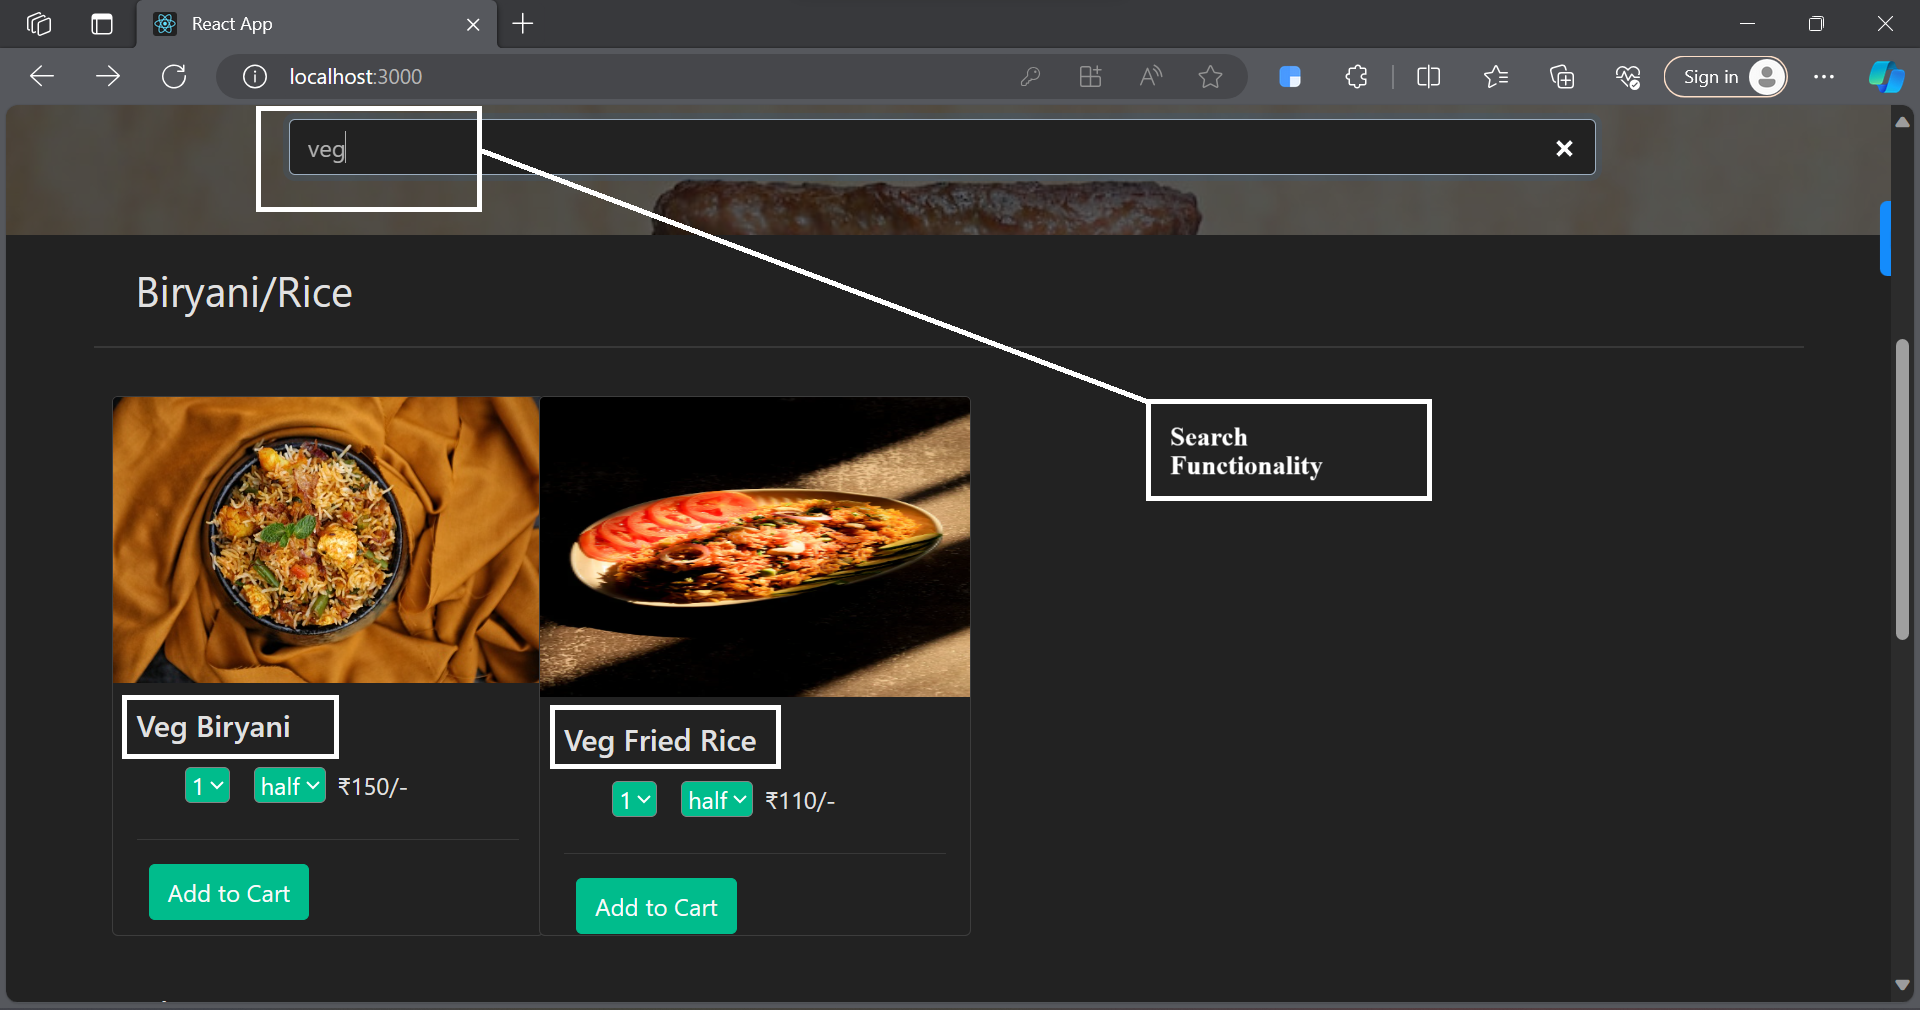 React App
localhost:3000
Sign in
veg
Biryani/Rice
Search
Functionality
Veg Biryani
1 half ₹150/-
Add to Cart
Veg Fried Rice
1 half ₹110/-
Add to Cart